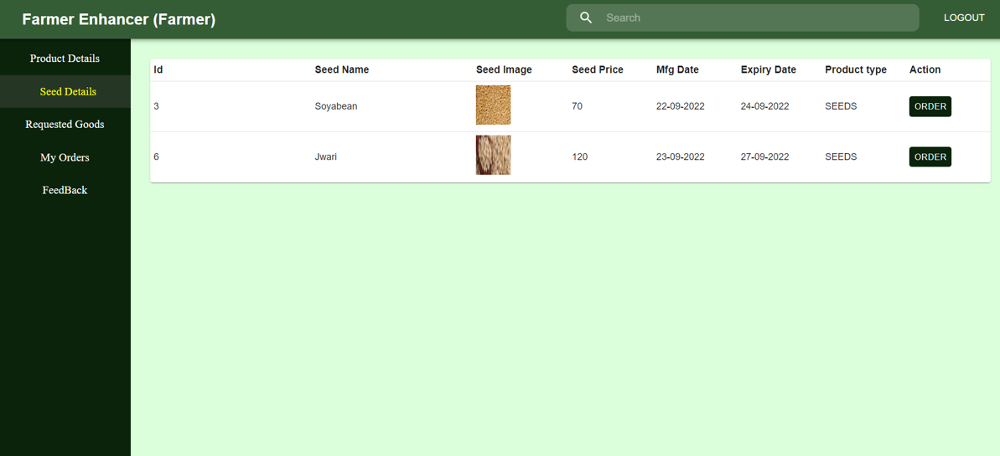 Farmer Enhancer (Farmer)
Search
LOGOUT
Product Details
Seed Details
Requested Goods
My Orders
FeedBack
Id Seed Name Seed Image Seed Price Mfg Date Expiry Date Product type Action
3 Soyabean 70 22-09-2022 24-09-2022 SEEDS ORDER
6 Jwari 120 23-09-2022 27-09-2022 SEEDS ORDER